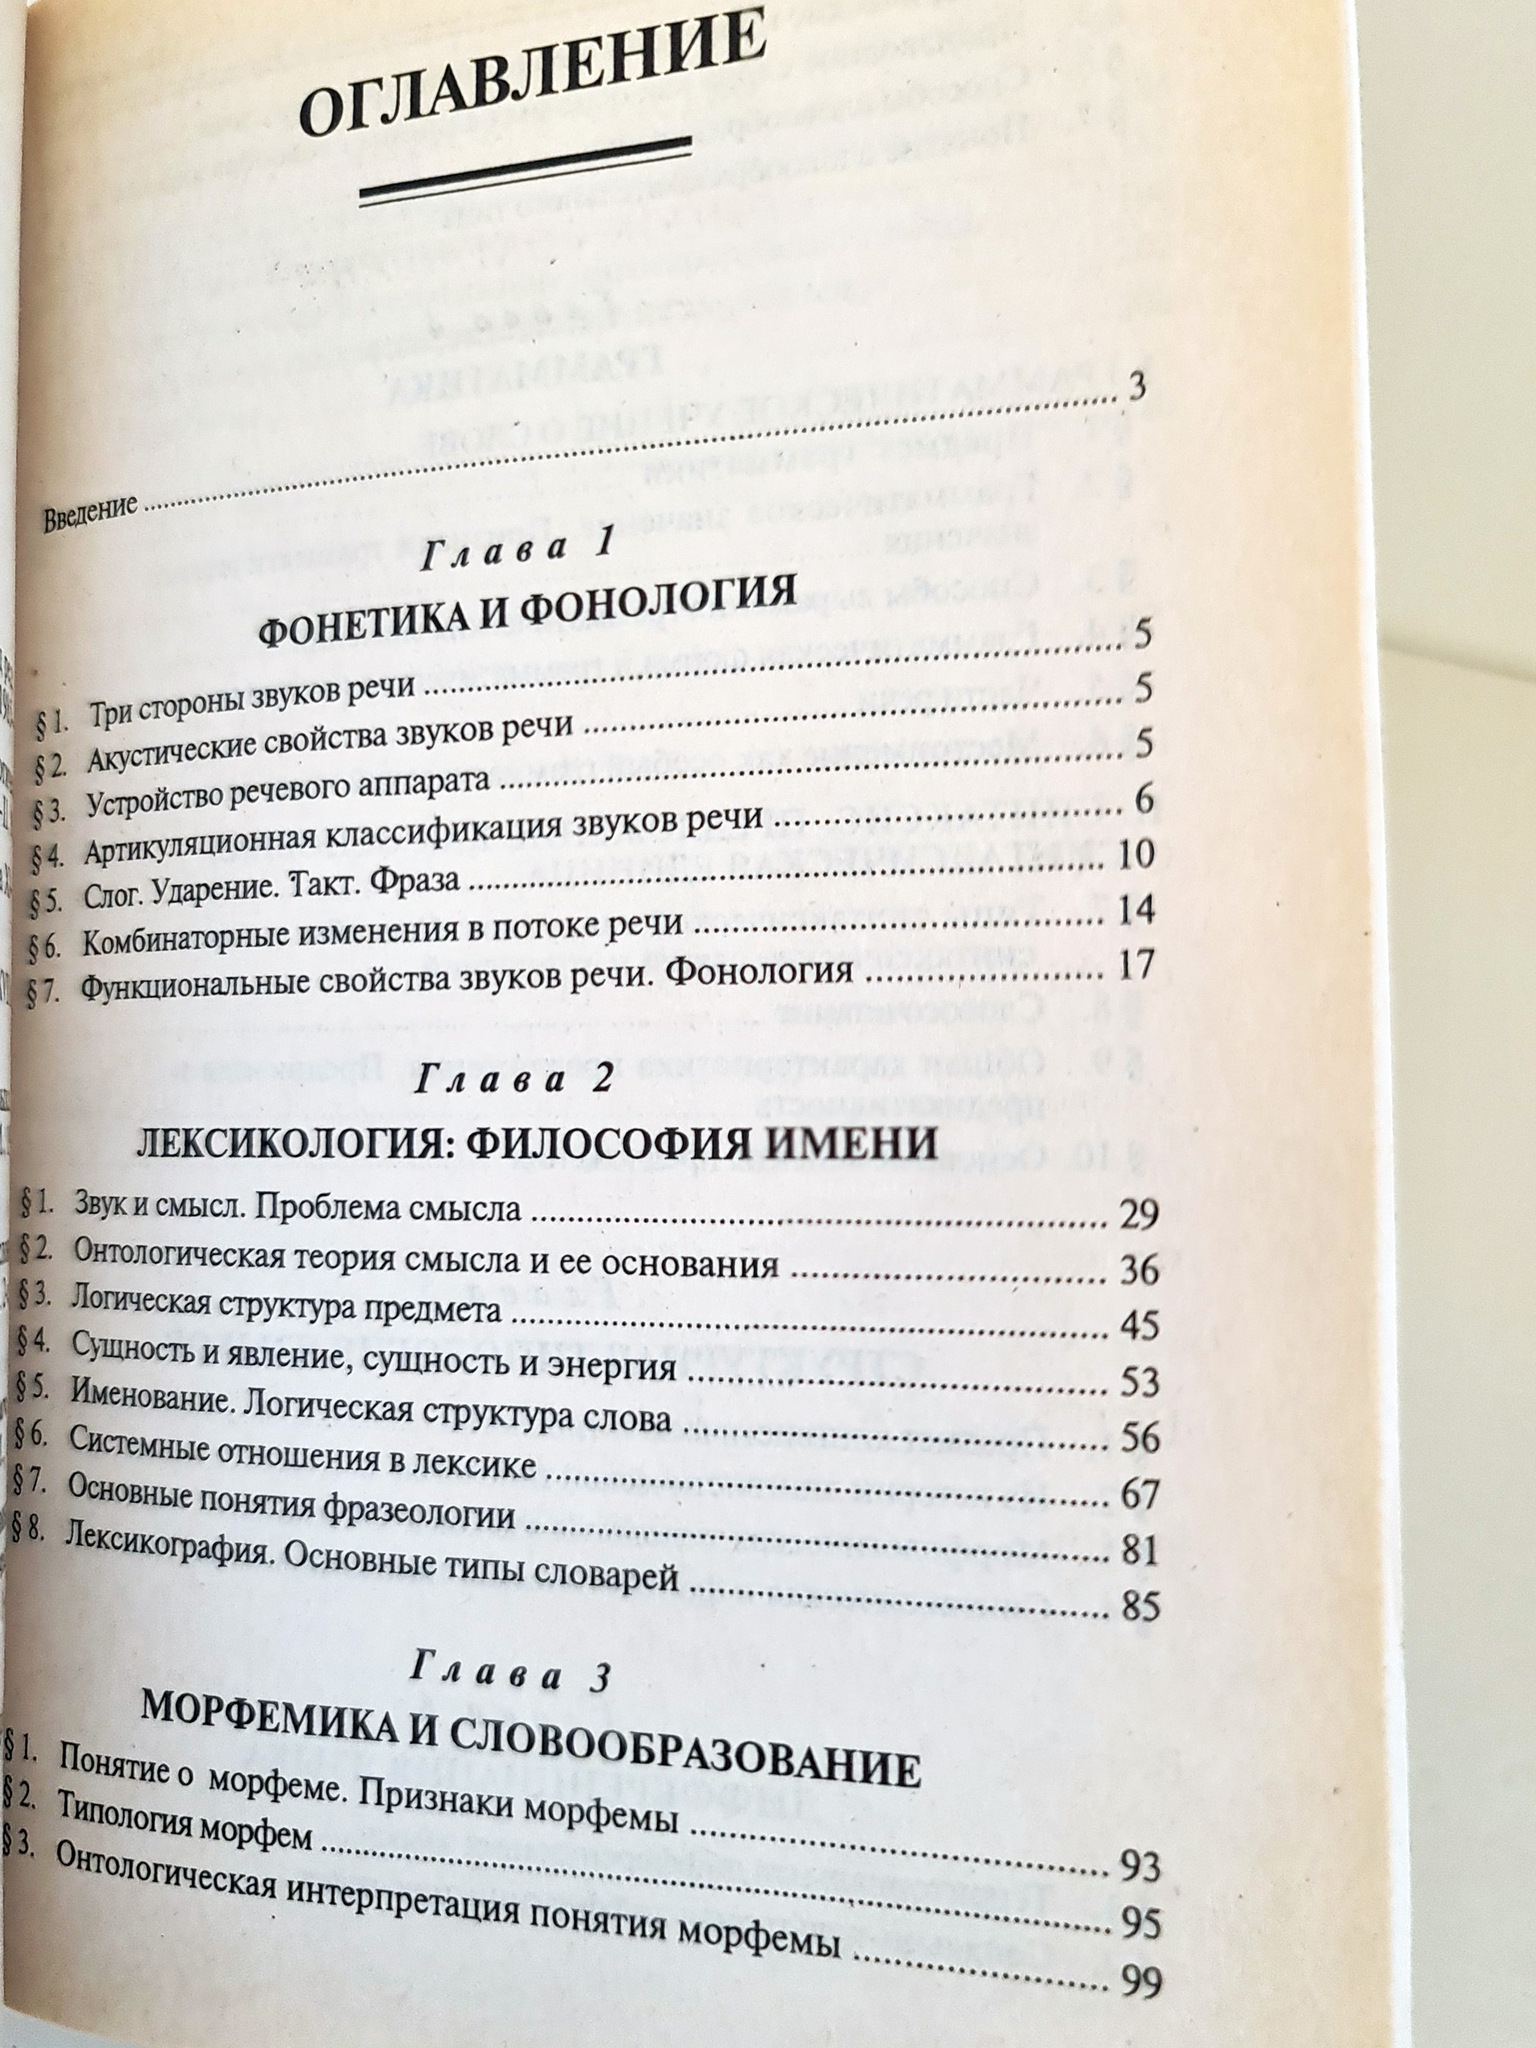 ОГЛАВЛЕНИЕ
Введение ........ 3
Глава 1
ФОНЕТИКА И ФОНОЛОГИЯ
§ 1. Три стороны звуков речи ........ 5
§ 2. Акустические свойства звуков речи ........ 5
§ 3. Устройство речевого аппарата ........ 5
§ 4. Артикуляционная классификация звуков речи ........ 6
§ 5. Слог. Ударение. Такт. Фраза ........ 10
§ 6. Комбинаторные изменения в потоке речи ........ 14
§ 7. Функциональные свойства звуков речи. Фонология ........ 17
Глава 2
ЛЕКСИКОЛОГИЯ: ФИЛОСОФИЯ ИМЕНИ
§ 1. Звук и смысл. Проблема смысла ........ 29
§ 2. Онтологическая теория смысла и ее основания ........ 36
§ 3. Логическая структура предмета ........ 45
§ 4. Сущность и явление, сущность и энергия ........ 53
§ 5. Именование. Логическая структура слова ........ 56
§ 6. Системные отношения в лексике ........ 67
§ 7. Основные понятия фразеологии ........ 81
§ 8. Лексикография. Основные типы словарей ........ 85
Глава 3
МОРФЕМИКА И СЛОВООБРАЗОВАНИЕ
§ 1. Понятие о морфеме. Признаки морфемы ........ 93
§ 2. Типология морфем ........ 95
§ 3. Онтологическая интерпретация понятия морфемы ........ 99